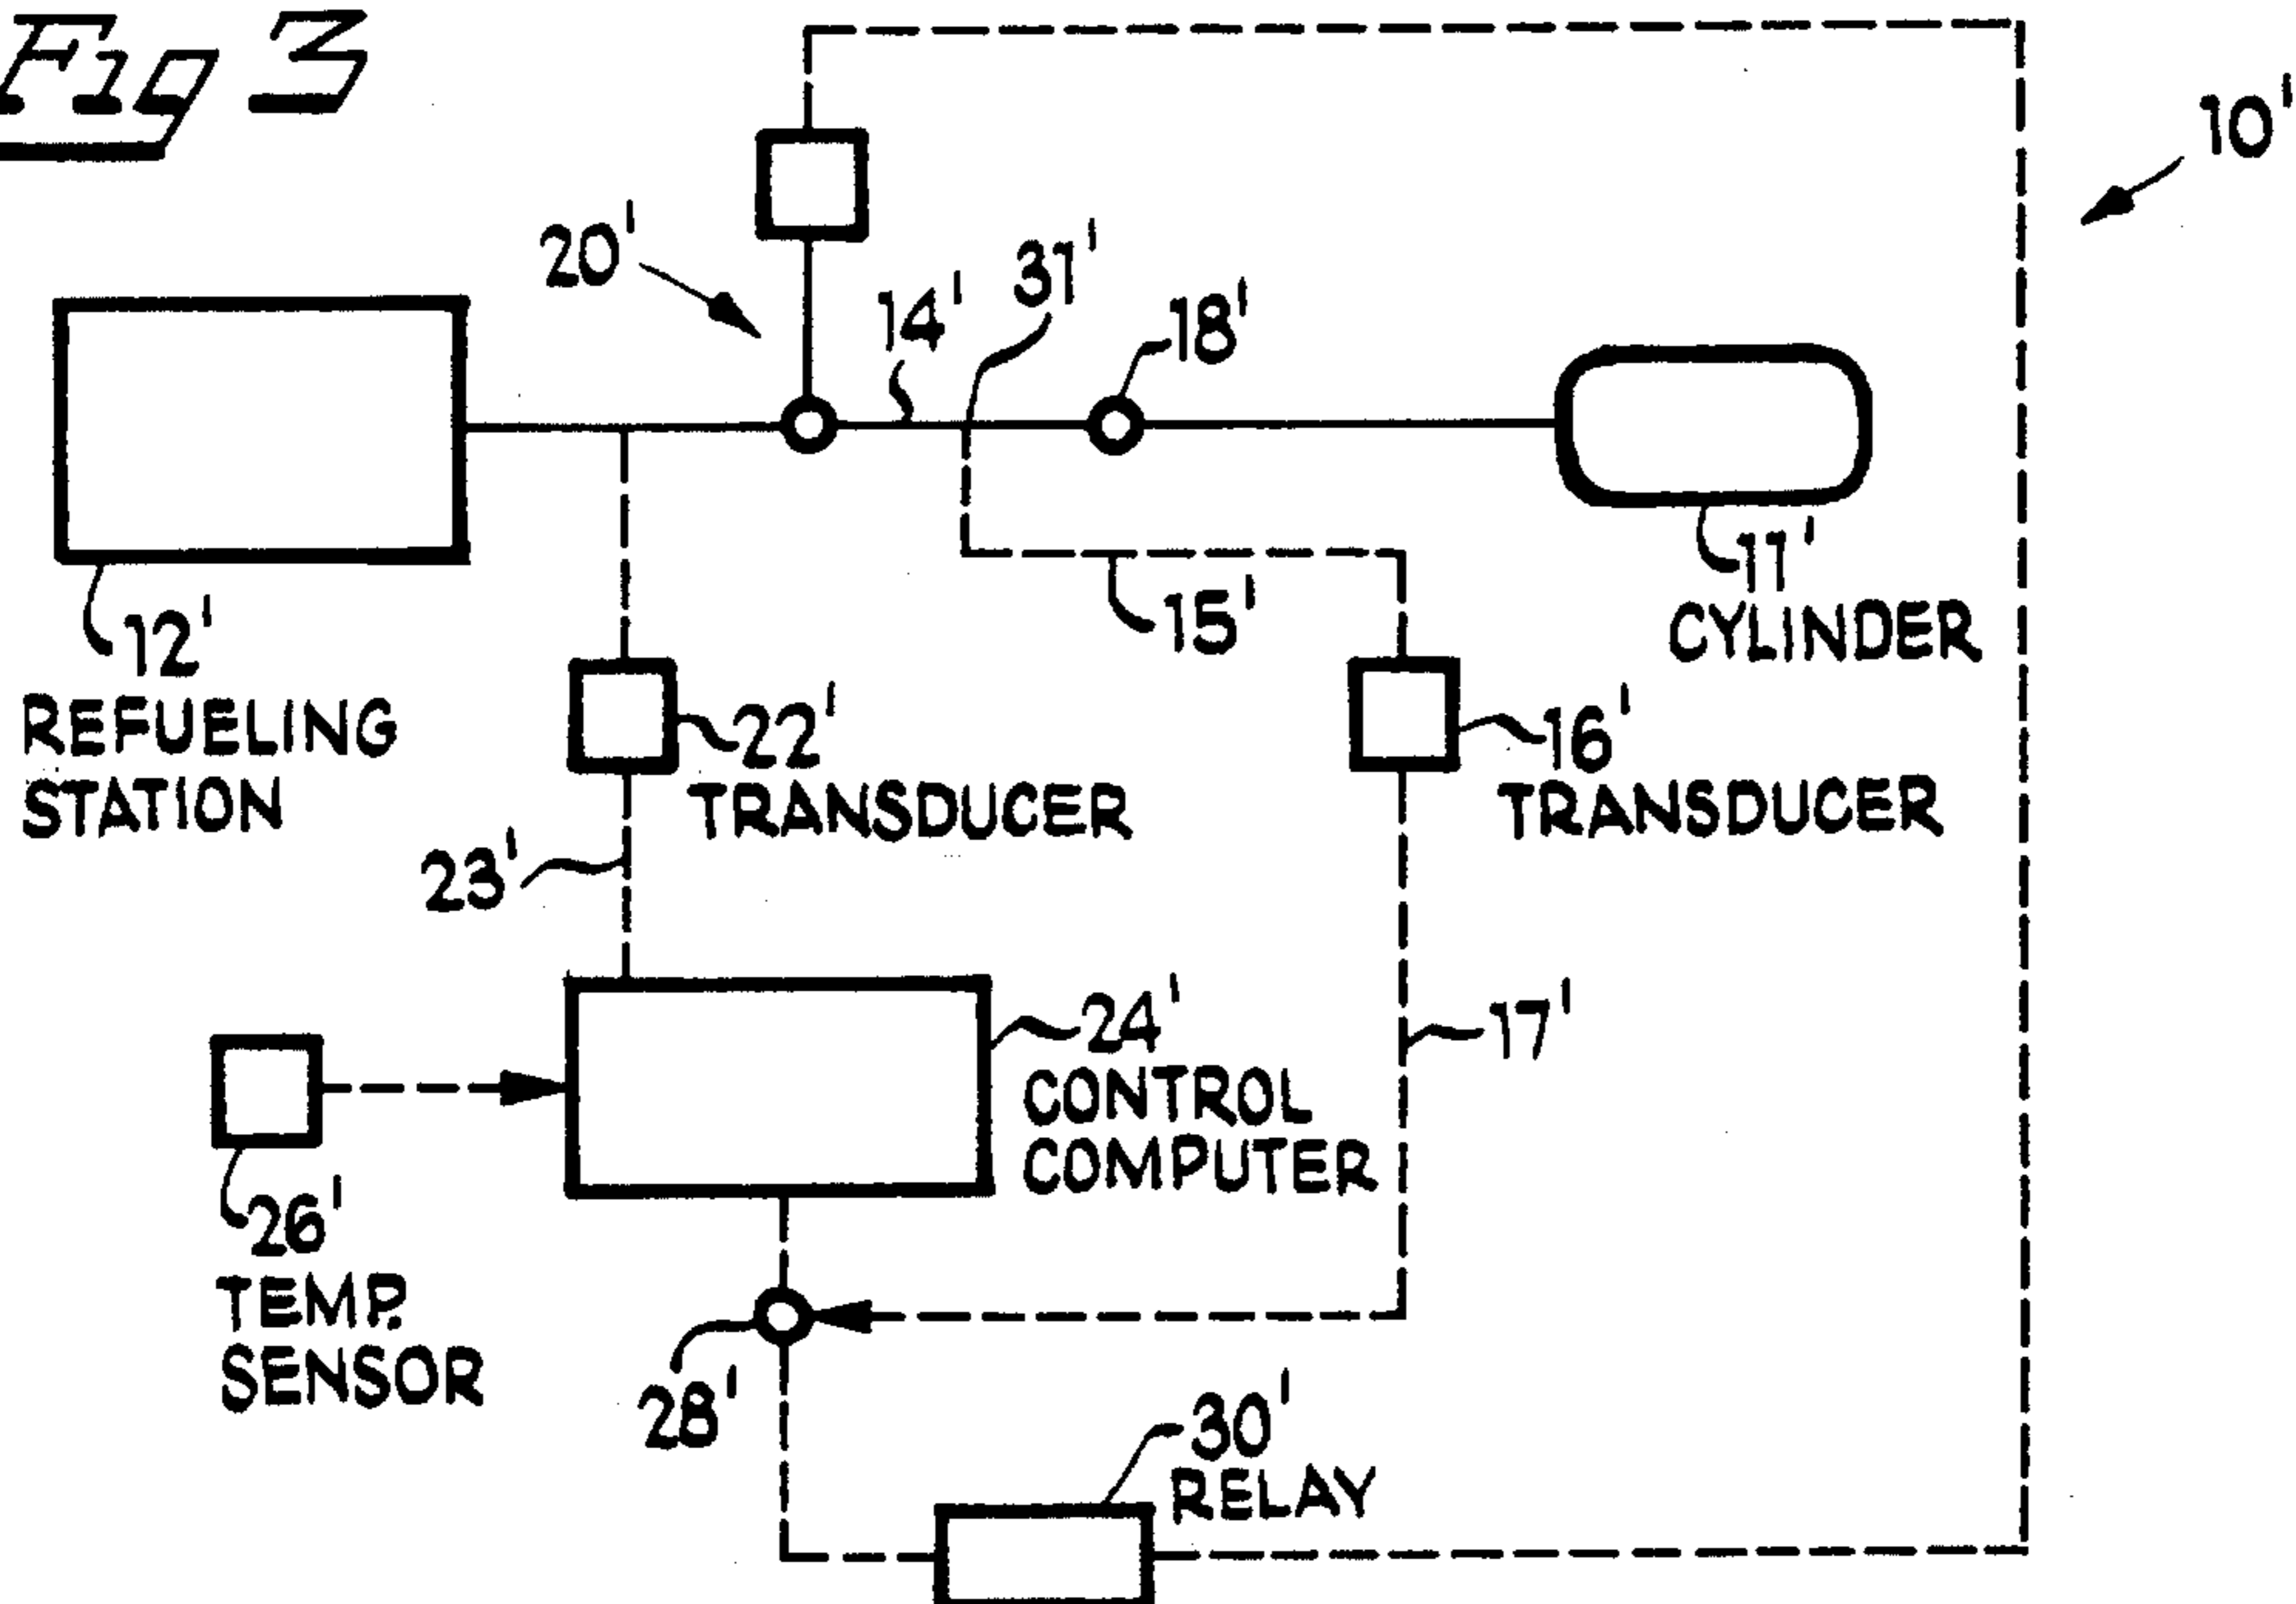 Fig 3
10'
20'
14'
31'
18'
12'
REFUELING
STATION
11'
CYLINDER
15'
22'
TRANSDUCER
16'
TRANSDUCER
23'
24'
CONTROL
COMPUTER
17'
26'
TEMP.
SENSOR
28'
30'
RELAY